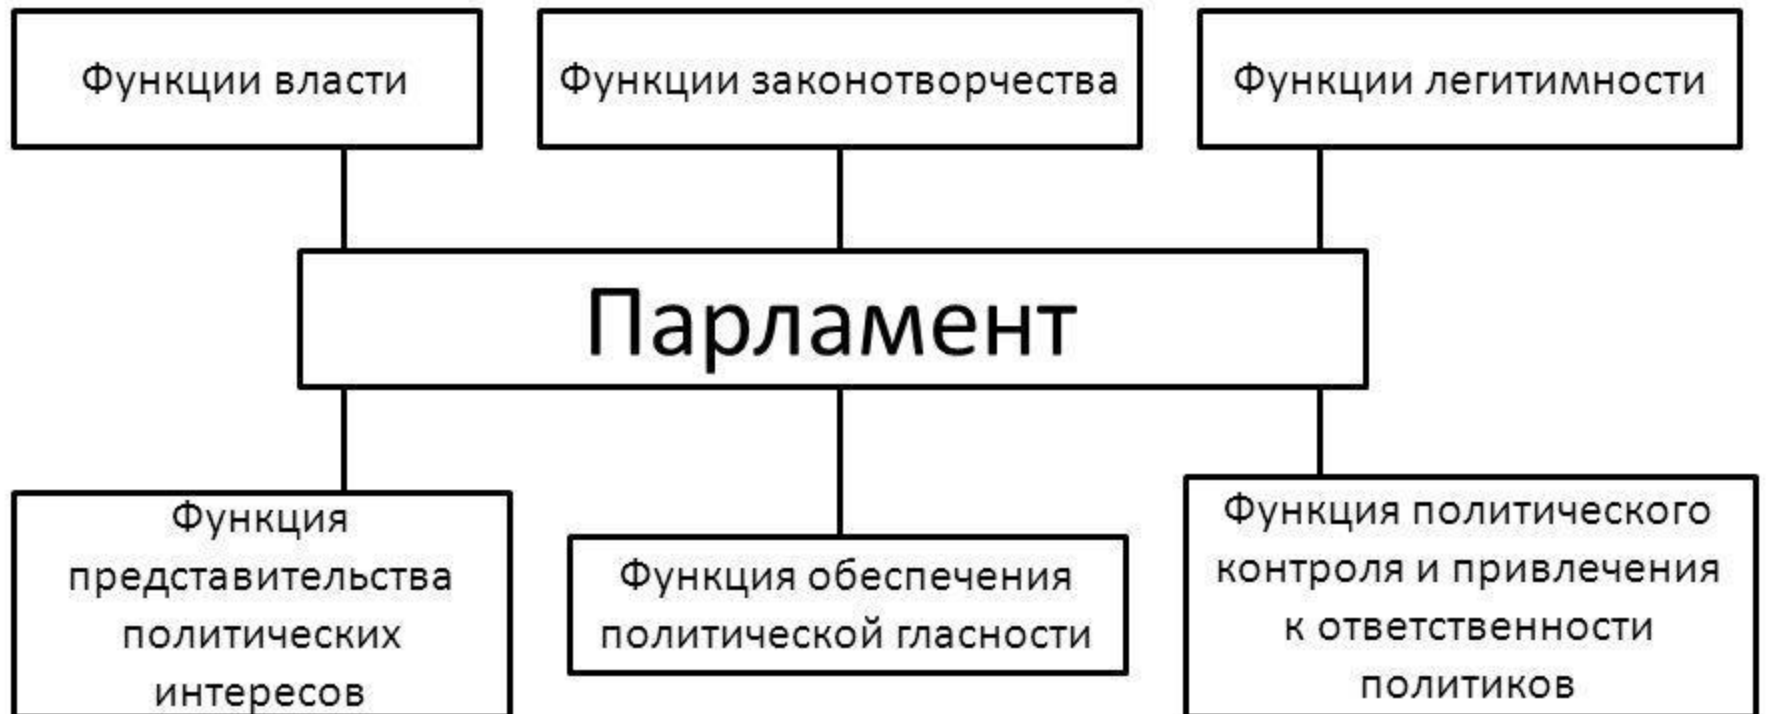 Функции власти
Функции законотворчества
Функции легитимности
Парламент
Функция
представительства
политических
интересов
Функция обеспечения
политической гласности
Функция политического
контроля и привлечения
к ответственности
политиков